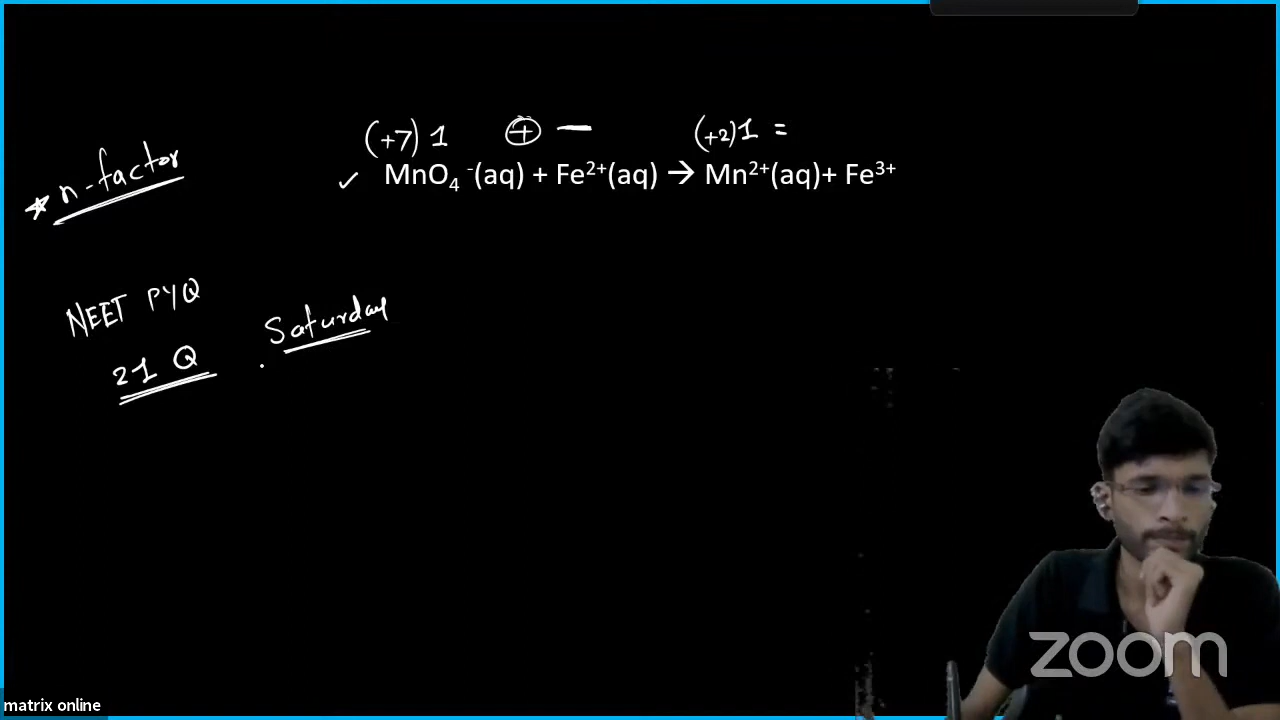 (+7) 1 ⊕ — (+2) 1 =
✓ MnO₄⁻(aq) + Fe²⁺(aq) → Mn²⁺(aq)+ Fe³⁺
* n-factor
NEET PYQ
Saturday
21 Q
zoom
matrix online